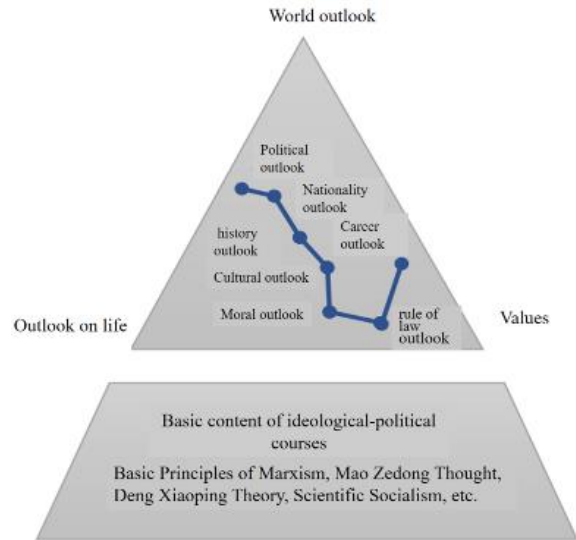 World outlook
Political
outlook
Nationality
outlook
Career
outlook
history
outlook
Cultural outlook
Moral outlook
rule of
law
outlook
Outlook on life
Values
Basic content of ideological-political
courses
Basic Principles of Marxism, Mao Zedong Thought,
Deng Xiaoping Theory, Scientific Socialism, etc.